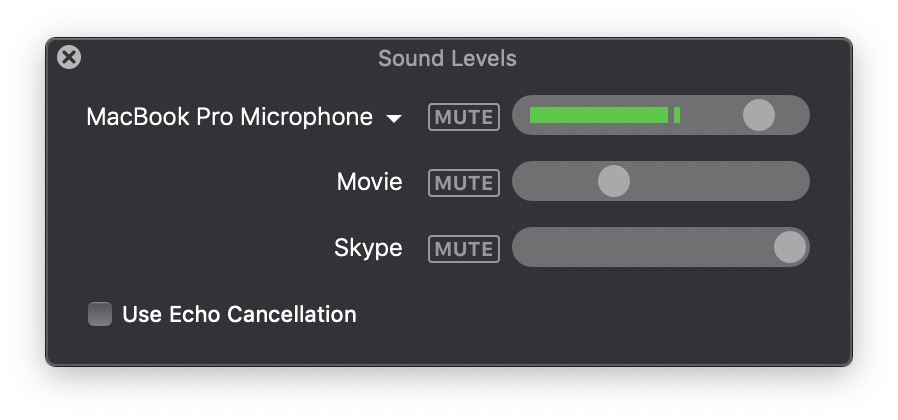 Sound Levels
MacBook Pro Microphone MUTE
Movie MUTE
Skype MUTE
Use Echo Cancellation